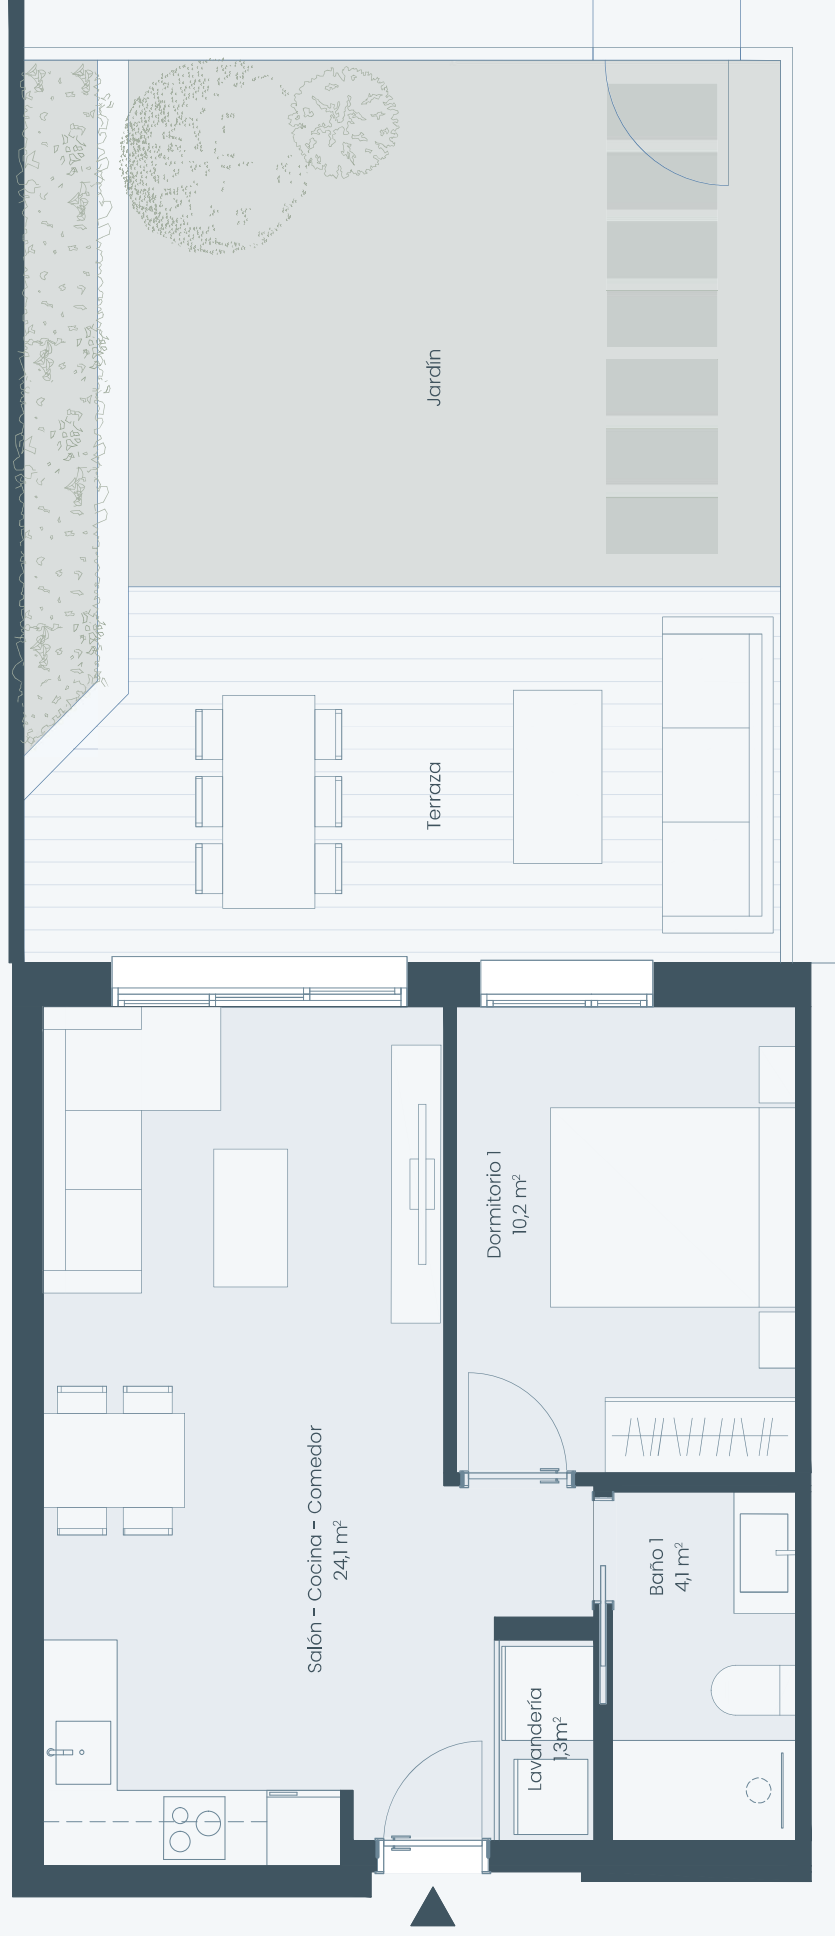 Jardín
Terraza
Dormitorio 1
10,2 m²
Salón - Cocina - Comedor
24,1 m²
Baño 1
4,1 m²
Lavandería
1,3m²